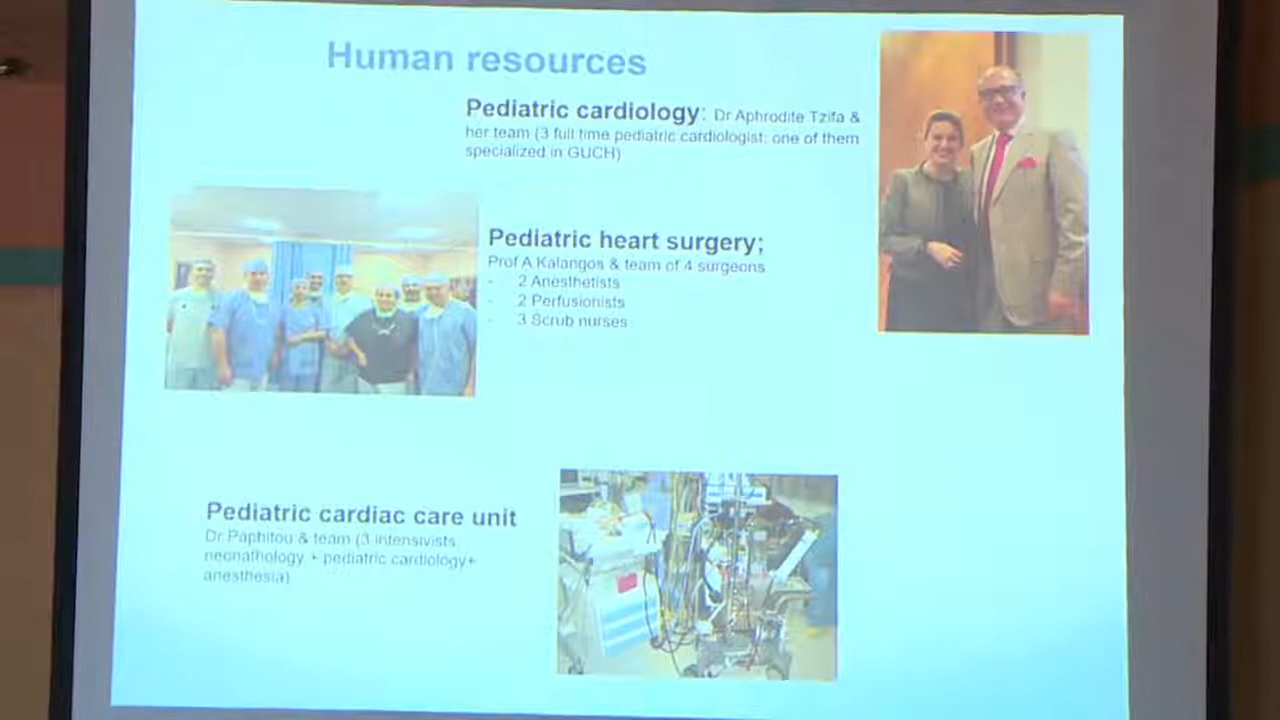 Human resources
Pediatric cardiology: Dr Aphrodite Tzifa &
her team (3 full time pediatric cardiologist; one of them
specialized in GUCH)
Pediatric heart surgery;
Prof A Kalangos & team of 4 surgeons
- 2 Anesthetists
- 2 Perfusionists
- 3 Scrub nurses
Pediatric cardiac care unit
Dr Paphitou & team (3 intensivists
neonathology + pediatric cardiology+
anesthesia)